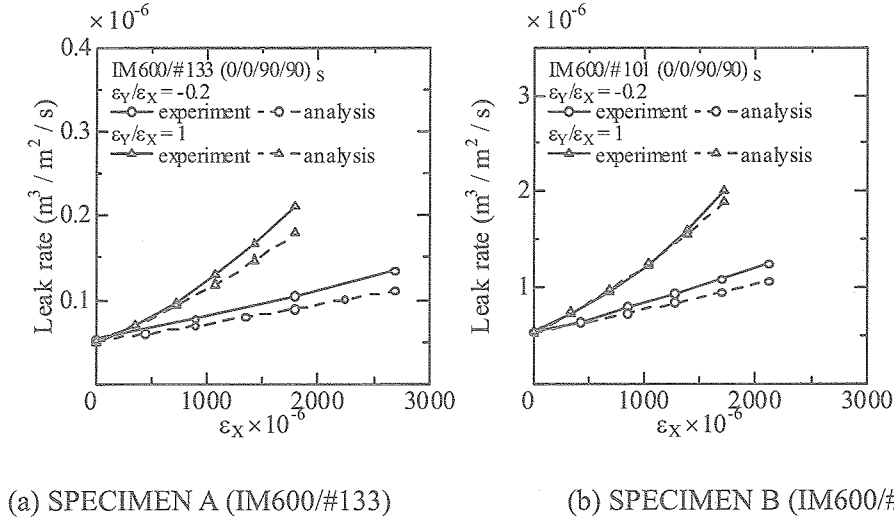 × 10⁻⁶
0.4
0.3
0.2
0.1
0
1000
2000
3000
Leak rate (m³ / m² / s)
εX×10⁻⁶
IM600/#133 (0/0/90/90) S
εY/εX= -0.2
experiment analysis
εY/εX= 1
experiment analysis
× 10⁻⁶
3
2
1
0
1000
2000
3000
Leak rate (m³ / m² / s)
εX×10⁻⁶
IM600/#101 (0/0/90/90) S
εY/εX= -0.2
experiment analysis
εY/εX= 1
experiment analysis
(a) SPECIMEN A (IM600/#133)
(b) SPECIMEN B (IM600/#